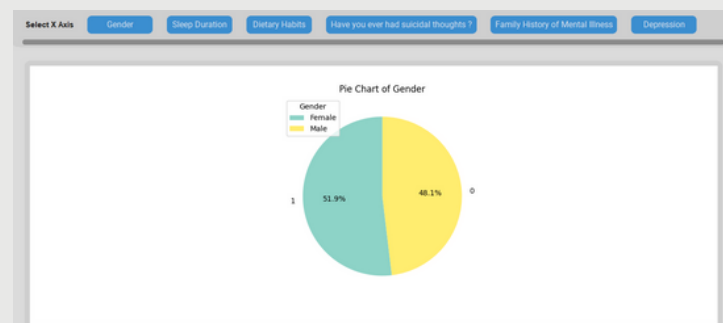 Select X Axis Gender Sleep Duration Dietary Habits Have you ever had suicidal thoughts ? Family History of Mental Illness Depression
Pie Chart of Gender
Gender
Female
Male
1 51.9% 48.1% 0